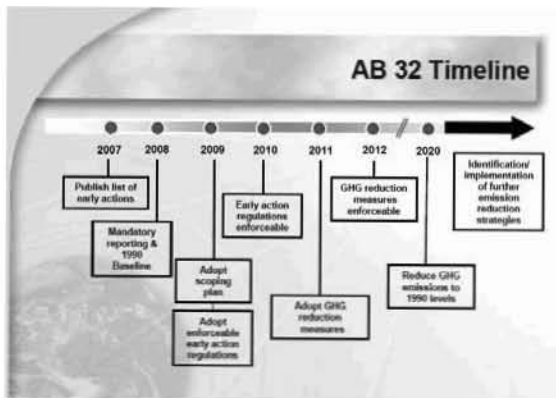 AB 32 Timeline
2007
2008
2009
2010
2011
2012
2020
Publish list of
early actions
Mandatory
reporting &
1990
Baseline
Adopt
scoping
plan
Adopt
enforceable
early action
regulations
Early action
regulations
enforceable
Adopt GHG
reduction
measures
GHG reduction
measures
enforceable
Reduce GHG
emissions to
1990 levels
Identification/
implementation
of further
emission
reduction
strategies